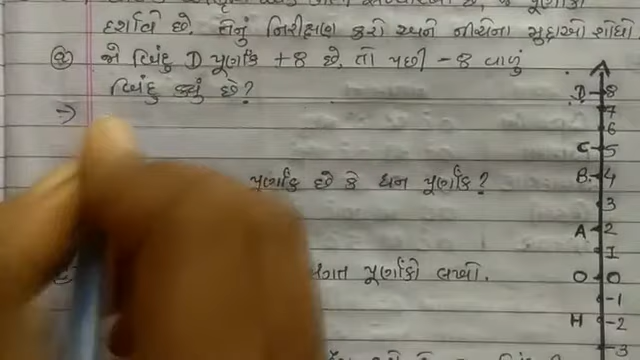 દર્શાવે છે. તેનું નિરીક્ષણ કરો અને નીચેના મુદ્દાઓ શોધો.
જો બિંદુ D પૂર્ણાંક +8 છે, તો પછી -8 વાળું
બિંદુ ક્યું છે?
→
પૂર્ણાંક છે કે ધન પૂર્ણાંક?
પૂર્ણાંકો લખો.
D 8
7
6
C 5
B 4
3
A 2
1
O 0
-1
H -2
-3